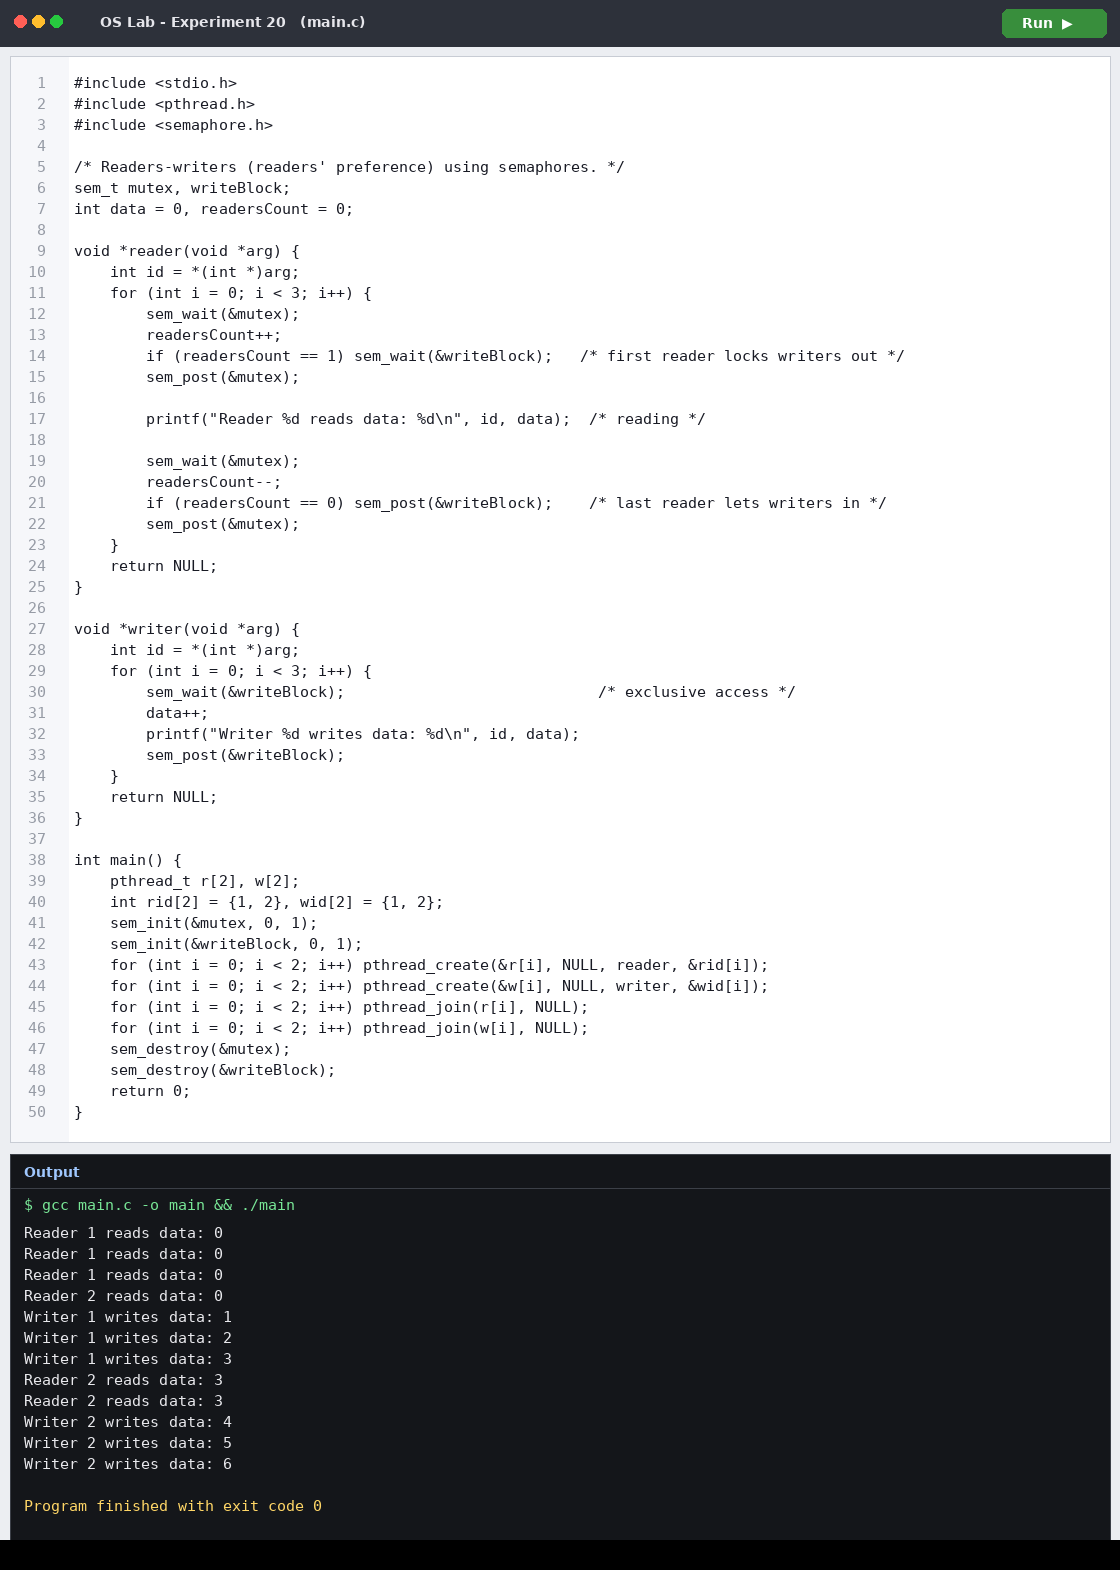 OS Lab - Experiment 20 (main.c)
Run ▶
1 #include <stdio.h>
2 #include <pthread.h>
3 #include <semaphore.h>
4
5 /* Readers-writers (readers' preference) using semaphores. */
6 sem_t mutex, writeBlock;
7 int data = 0, readersCount = 0;
8
9 void *reader(void *arg) {
10     int id = *(int *)arg;
11     for (int i = 0; i < 3; i++) {
12         sem_wait(&mutex);
13         readersCount++;
14         if (readersCount == 1) sem_wait(&writeBlock);   /* first reader locks writers out */
15         sem_post(&mutex);
16
17         printf("Reader %d reads data: %d\n", id, data);  /* reading */
18
19         sem_wait(&mutex);
20         readersCount--;
21         if (readersCount == 0) sem_post(&writeBlock);    /* last reader lets writers in */
22         sem_post(&mutex);
23     }
24     return NULL;
25 }
26
27 void *writer(void *arg) {
28     int id = *(int *)arg;
29     for (int i = 0; i < 3; i++) {
30         sem_wait(&writeBlock);                            /* exclusive access */
31         data++;
32         printf("Writer %d writes data: %d\n", id, data);
33         sem_post(&writeBlock);
34     }
35     return NULL;
36 }
37
38 int main() {
39     pthread_t r[2], w[2];
40     int rid[2] = {1, 2}, wid[2] = {1, 2};
41     sem_init(&mutex, 0, 1);
42     sem_init(&writeBlock, 0, 1);
43     for (int i = 0; i < 2; i++) pthread_create(&r[i], NULL, reader, &rid[i]);
44     for (int i = 0; i < 2; i++) pthread_create(&w[i], NULL, writer, &wid[i]);
45     for (int i = 0; i < 2; i++) pthread_join(r[i], NULL);
46     for (int i = 0; i < 2; i++) pthread_join(w[i], NULL);
47     sem_destroy(&mutex);
48     sem_destroy(&writeBlock);
49     return 0;
50 }
Output
$ gcc main.c -o main && ./main
Reader 1 reads data: 0
Reader 1 reads data: 0
Reader 1 reads data: 0
Reader 2 reads data: 0
Writer 1 writes data: 1
Writer 1 writes data: 2
Writer 1 writes data: 3
Reader 2 reads data: 3
Reader 2 reads data: 3
Writer 2 writes data: 4
Writer 2 writes data: 5
Writer 2 writes data: 6
Program finished with exit code 0